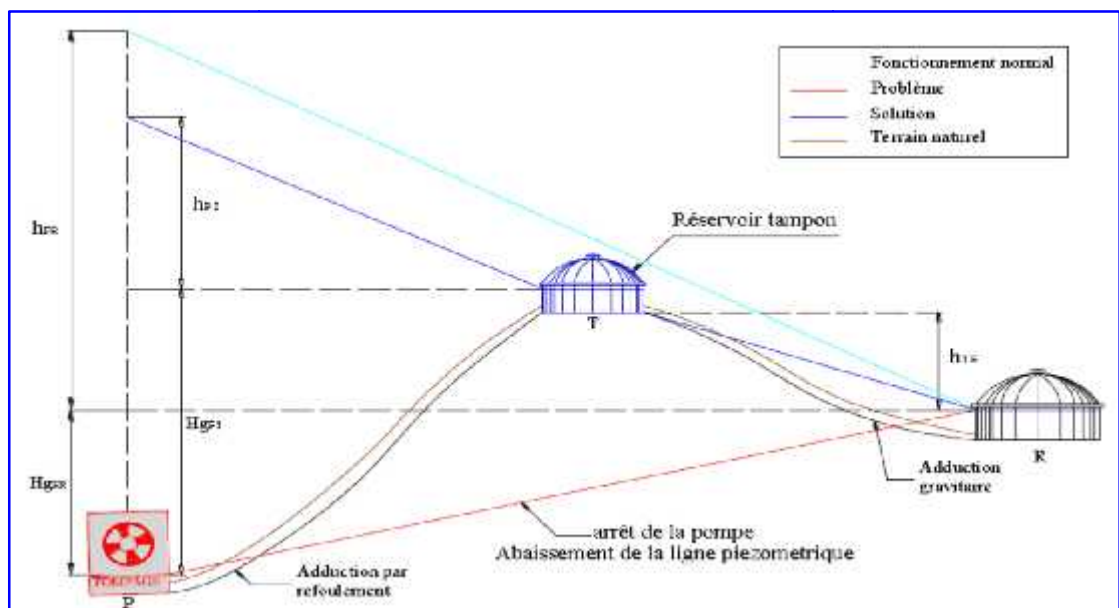 Fonctionnement normal
Problème
Solution
Terrain naturel
Réservoir tampon
T
R
Adduction
gravitaire
arrêt de la pompe
Abaissement de la ligne piezometrique
Adduction par
refoulement
P